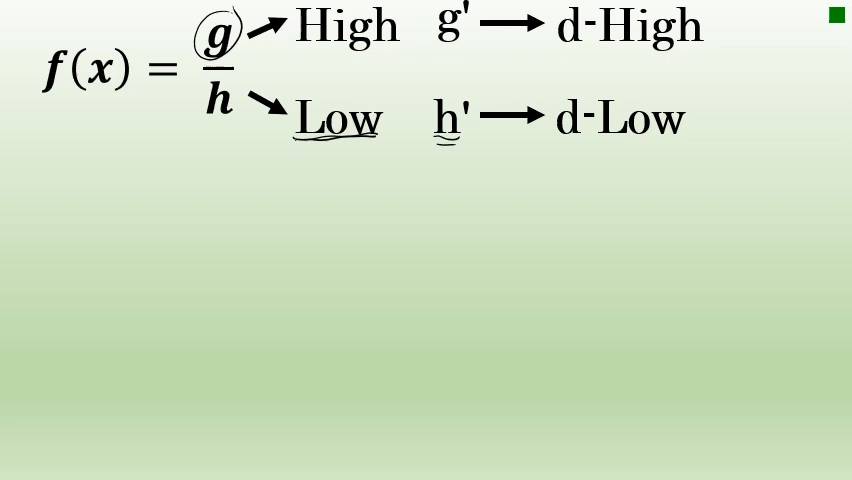 f(x) = g/h
High g' → d-High
Low h' → d-Low